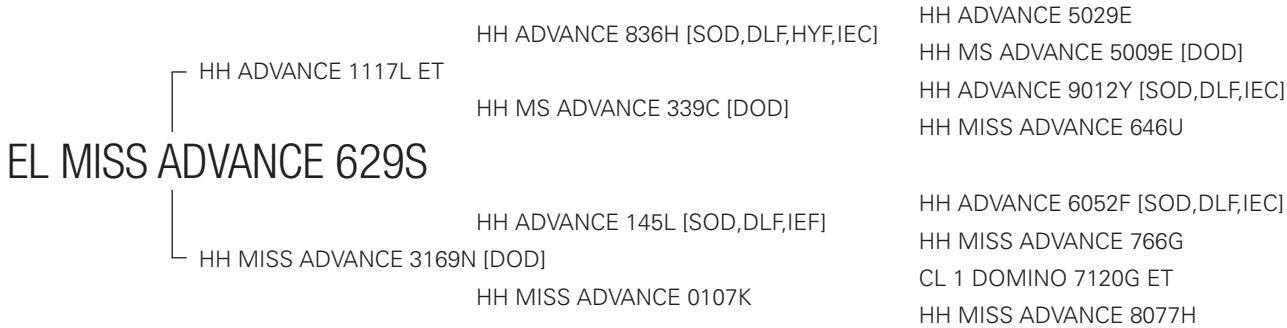 HH ADVANCE 5029E
HH ADVANCE 836H [SOD,DLF,HYF,IEC]
HH MS ADVANCE 5009E [DOD]
HH ADVANCE 1117L ET
HH ADVANCE 9012Y [SOD,DLF,IEC]
HH MS ADVANCE 339C [DOD]
HH MISS ADVANCE 646U
EL MISS ADVANCE 629S
HH ADVANCE 6052F [SOD,DLF,IEC]
HH ADVANCE 145L [SOD,DLF,IEF]
HH MISS ADVANCE 766G
HH MISS ADVANCE 3169N [DOD]
CL 1 DOMINO 7120G ET
HH MISS ADVANCE 0107K
HH MISS ADVANCE 8077H